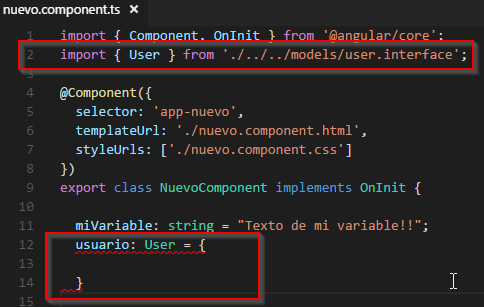 nuevo.component.ts ×
1 import { Component, OnInit } from '@angular/core';
2 import { User } from './../../models/user.interface';
3
4 @Component({
5 selector: 'app-nuevo',
6 templateUrl: './nuevo.component.html',
7 styleUrls: ['./nuevo.component.css']
8 })
9 export class NuevoComponent implements OnInit {
10
11 miVariable: string = "Texto de mi variable!!";
12 usuario: User = {
13
14 }
15